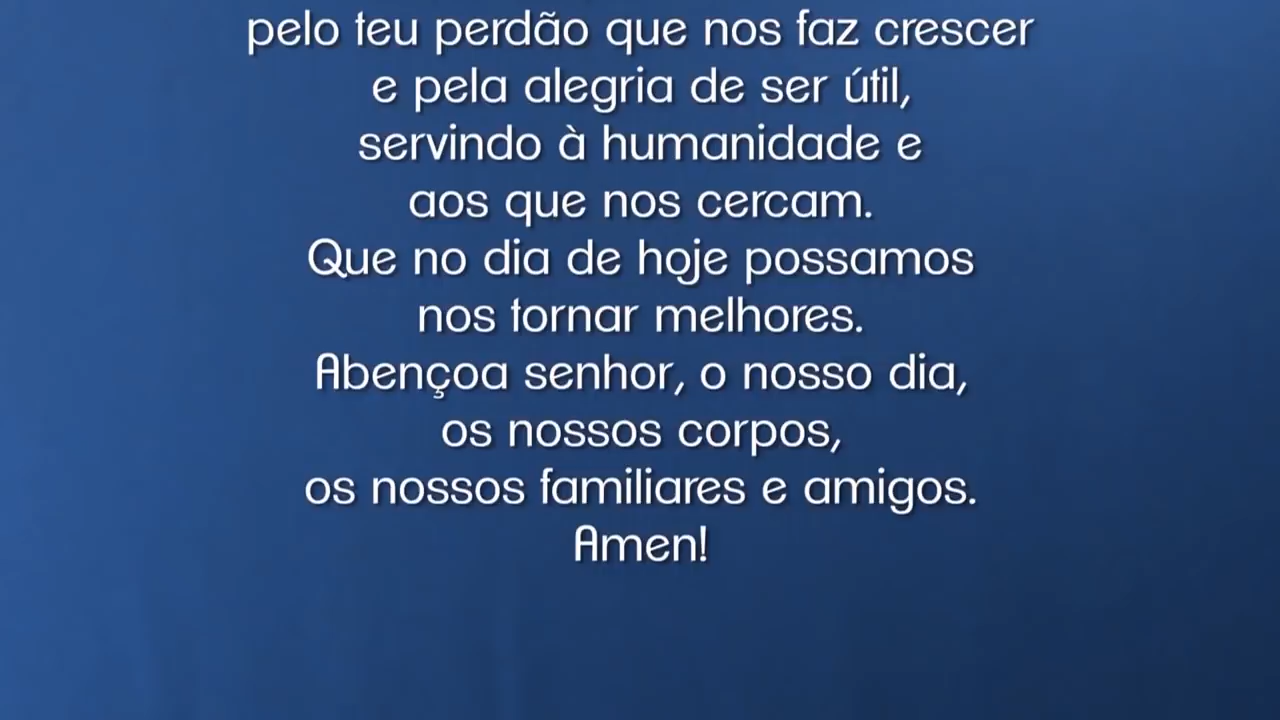 pelo teu perdão que nos faz crescer
e pela alegria de ser útil,
servindo à humanidade e
aos que nos cercam.
Que no dia de hoje possamos
nos tornar melhores.
Abençoa senhor, o nosso dia,
os nossos corpos,
os nossos familiares e amigos.
Amen!